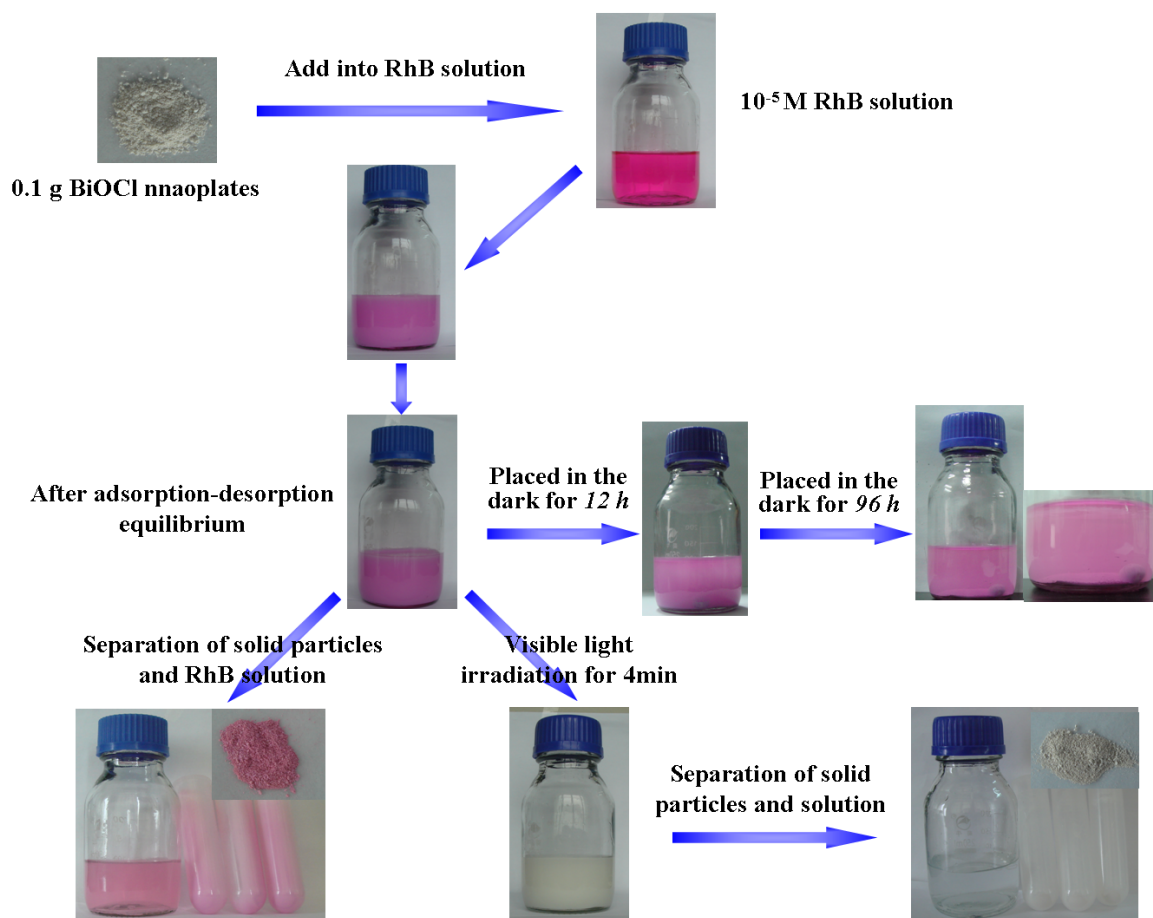 Add into RhB solution
10⁻⁵ M RhB solution
0.1 g BiOCl nnaoplates
After adsorption-desorption
equilibrium
Placed in the
dark for 12 h
Placed in the
dark for 96 h
Separation of solid particles
and RhB solution
Visible light
irradiation for 4min
Separation of solid
particles and solution